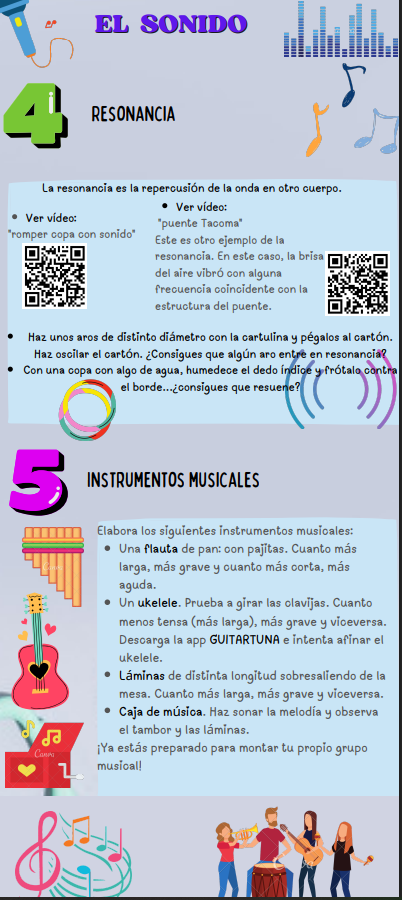 EL SONIDO
4
RESONANCIA
La resonancia es la repercusión de la onda en otro cuerpo.
• Ver vídeo:
"romper copa con sonido"
• Ver vídeo:
"puente Tacoma"
Este es otro ejemplo de la
resonancia. En este caso, la brisa
del aire vibró con alguna
frecuencia coincidente con la
estructura del puente.
• Haz unos aros de distinto diámetro con la cartulina y pégalos al cartón.
Haz oscilar el cartón. ¿Consigues que algún aro entre en resonancia?
• Con una copa con algo de agua, humedece el dedo índice y frótalo contra
el borde...¿consigues que resuene?
5
INSTRUMENTOS MUSICALES
Elabora los siguientes instrumentos musicales:
• Una flauta de pan: con pajitas. Cuanto más
larga, más grave y cuanto más corta, más
aguda.
• Un ukelele. Prueba a girar las clavijas. Cuanto
menos tensa (más larga), más grave y viceversa.
Descarga la app GUITARTUNA e intenta afinar el
ukelele.
• Láminas de distinta longitud sobresaliendo de la
mesa. Cuanto más larga, más grave y viceversa.
• Caja de música. Haz sonar la melodía y observa
el tambor y las láminas.
¡Ya estás preparado para montar tu propio grupo
musical!
Canva
Canva